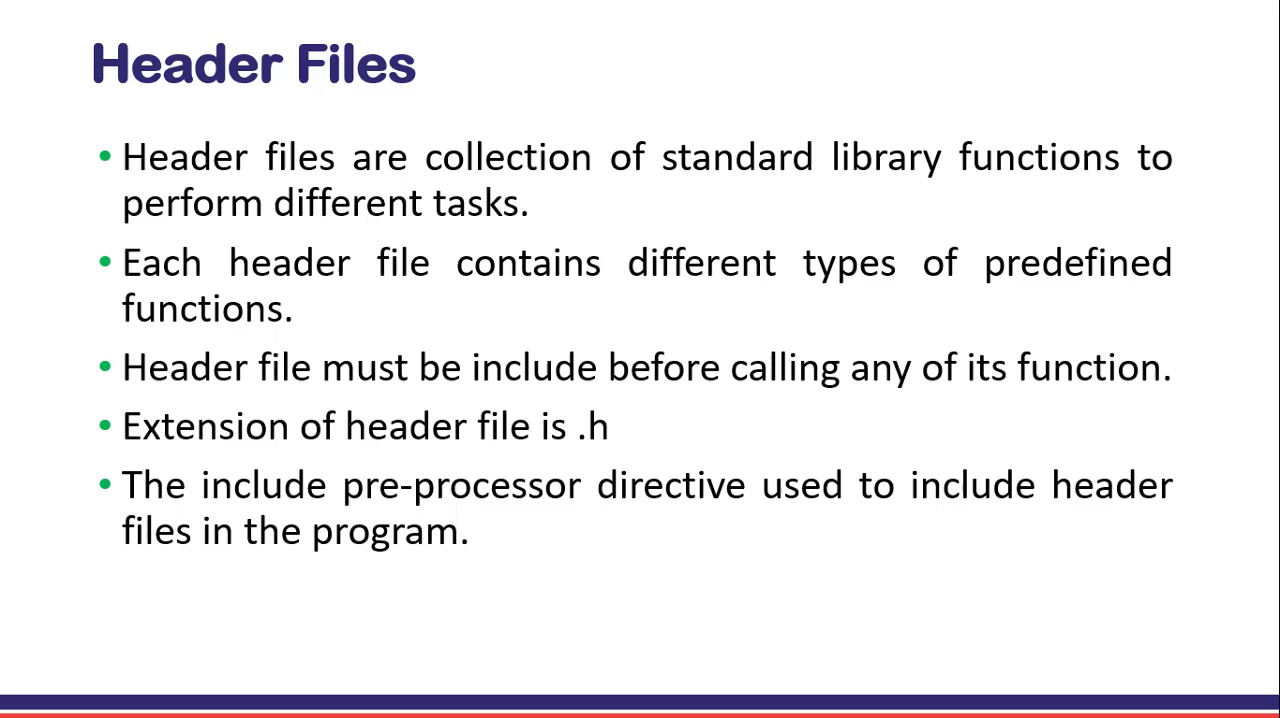 Header Files
• Header files are collection of standard library functions to
perform different tasks.
• Each header file contains different types of predefined
functions.
• Header file must be include before calling any of its function.
• Extension of header file is .h
• The include pre-processor directive used to include header
files in the program.